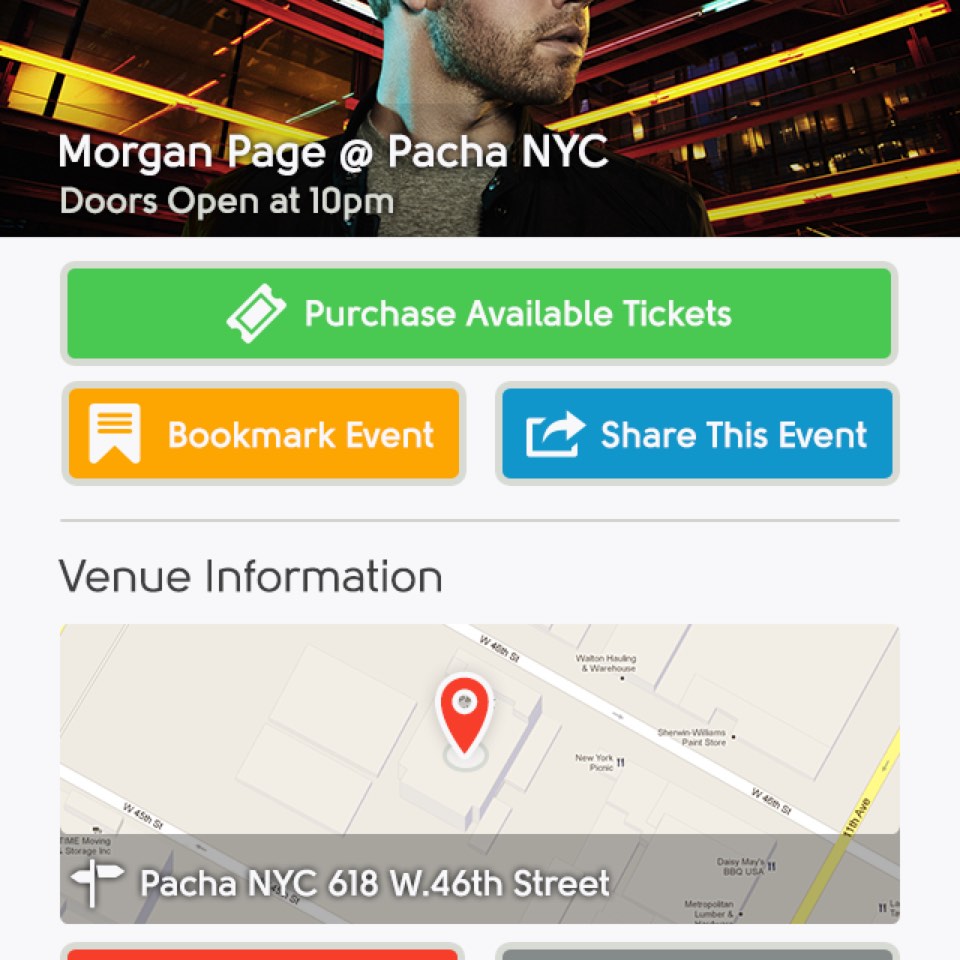 Morgan Page @ Pacha NYC
Doors Open at 10pm
Purchase Available Tickets
Bookmark Event
Share This Event
Venue Information
W 46th St
Walton Hauling
& Warehouse
Sherwin-Williams
Paint Store
New York
Picnic
W 46th St
W 45th St
11th Ave
TIME Moving
& Storage Inc
Daisy May's
BBQ USA
Pacha NYC 618 W.46th Street
45th St
Metropolitan
Lumber &
Hardware